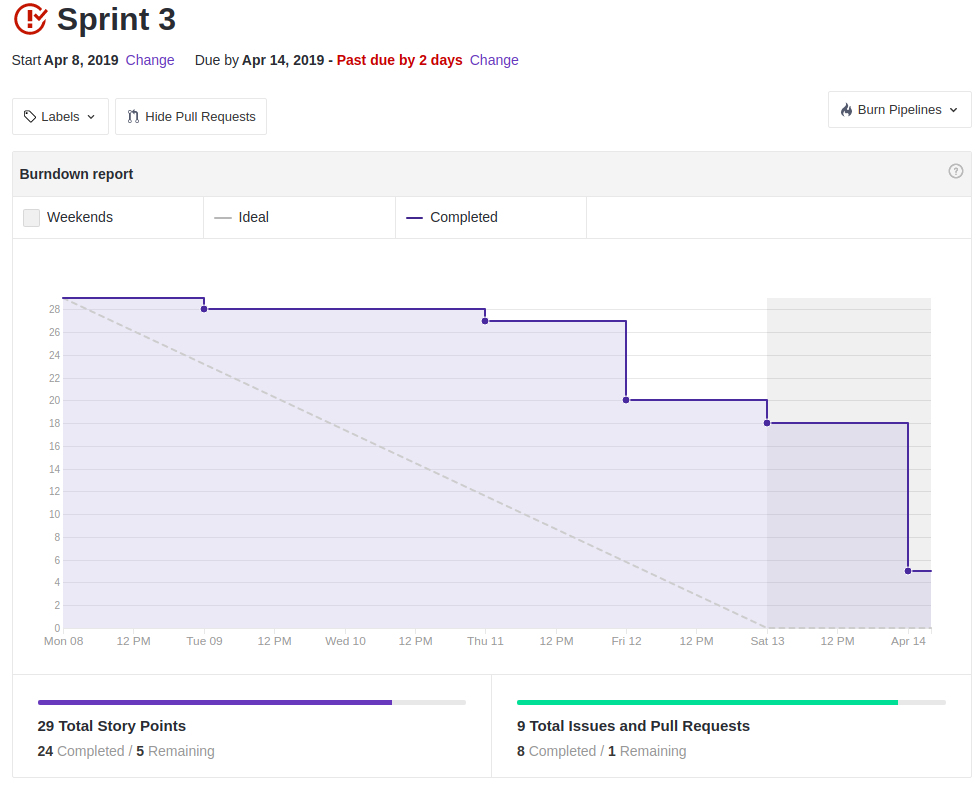 Sprint 3
Start Apr 8, 2019 Change Due by Apr 14, 2019 - Past due by 2 days Change
Labels Hide Pull Requests Burn Pipelines
Burndown report ?
Weekends Ideal Completed
28
26
24
22
20
18
16
14
12
10
8
6
4
2
0
Mon 08 12 PM Tue 09 12 PM Wed 10 12 PM Thu 11 12 PM Fri 12 12 PM Sat 13 12 PM Apr 14
29 Total Story Points
24 Completed / 5 Remaining
9 Total Issues and Pull Requests
8 Completed / 1 Remaining